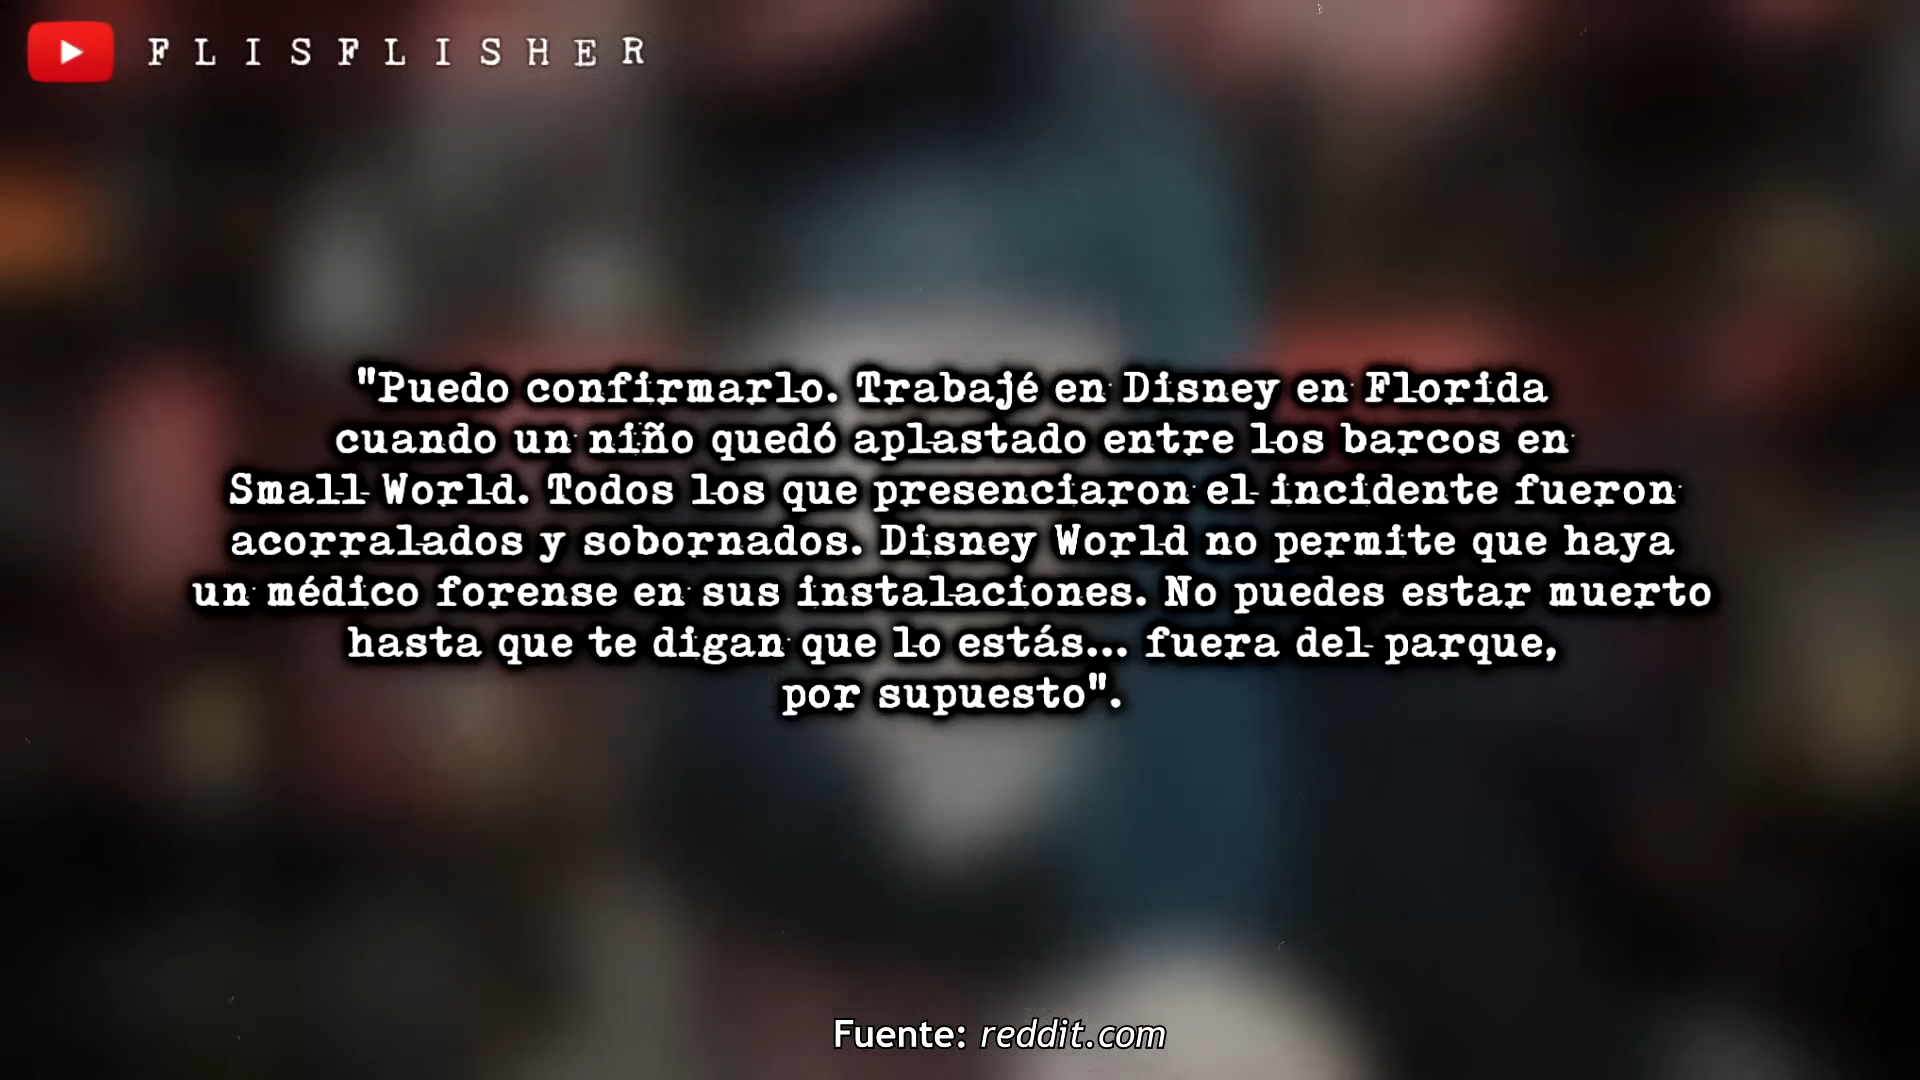 FLISFLISHER
"Puedo confirmarlo. Trabajé en Disney en Florida
cuando un niño quedó aplastado entre los barcos en
Small World. Todos los que presenciaron el incidente fueron
acorralados y sobornados. Disney World no permite que haya
un médico forense en sus instalaciones. No puedes estar muerto
hasta que te digan que lo estás... fuera del parque,
por supuesto".
Fuente: reddit.com